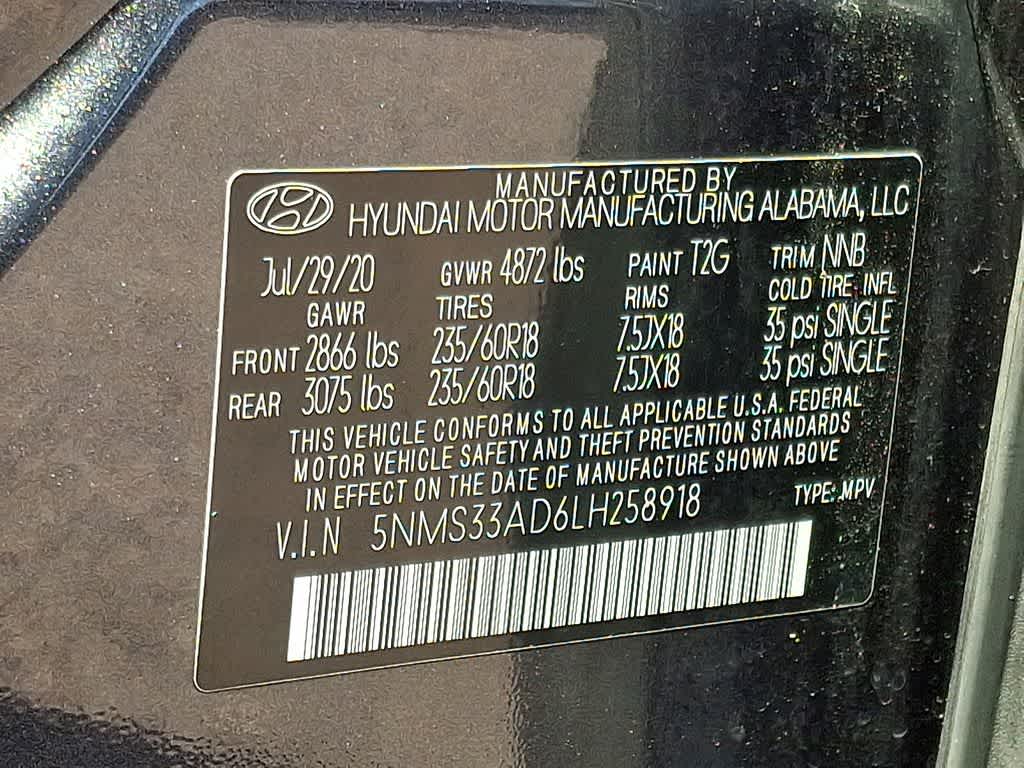 MANUFACTURED BY
HYUNDAI MOTOR MANUFACTURING ALABAMA, LLC
Jul/29/20 GVWR 4872 lbs PAINT T2G TRIM NNB
GAWR TIRES RIMS COLD TIRE INFL
FRONT 2866 lbs 235/60R18 7.5JX18 35 psi SINGLE
REAR 3075 lbs 235/60R18 7.5JX18 35 psi SINGLE
THIS VEHICLE CONFORMS TO ALL APPLICABLE U.S.A. FEDERAL
MOTOR VEHICLE SAFETY AND THEFT PREVENTION STANDARDS
IN EFFECT ON THE DATE OF MANUFACTURE SHOWN ABOVE
V.I.N 5NMS33AD6LH258918 TYPE: MPV